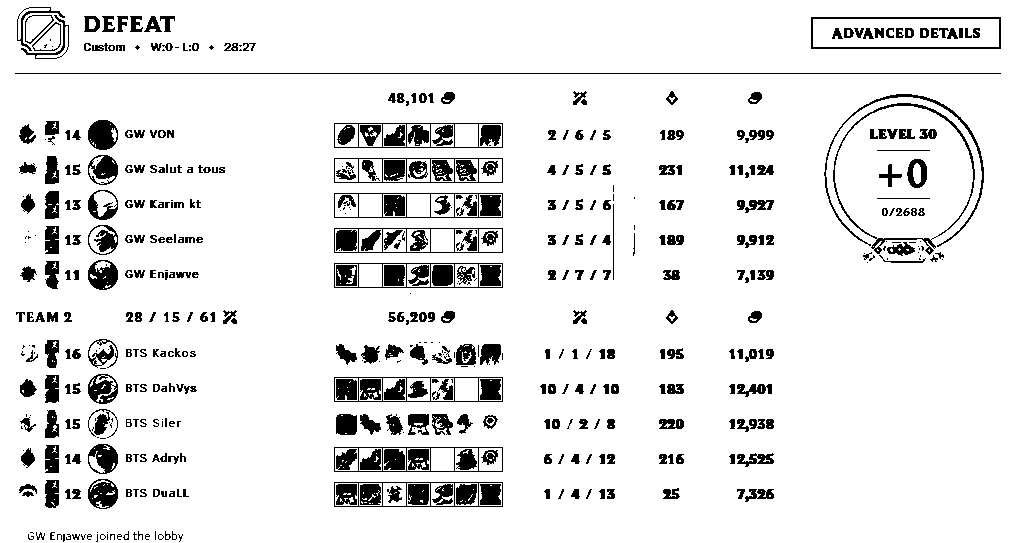 DEFEAT
Custom • W:0 - L:0 • 28:27
ADVANCED DETAILS
48,101
14 GW VON 2 / 6 / 5 189 9,999
15 GW Salut a tous 4 / 5 / 5 231 11,124
13 GW Karim kt 3 / 5 / 6 167 9,927
13 GW Seelame 3 / 5 / 4 189 9,912
11 GW Enjawve 2 / 7 / 7 38 7,139
LEVEL 30
+0
0/2688
TEAM 2 28 / 15 / 61 56,209
16 BTS Kackos 1 / 1 / 18 195 11,019
15 BTS DahVys 10 / 4 / 10 183 12,401
15 BTS Siler 10 / 2 / 8 220 12,938
14 BTS Adryh 6 / 4 / 12 216 12,525
12 BTS DuaLL 1 / 4 / 13 25 7,326
GW Enjawve joined the lobby